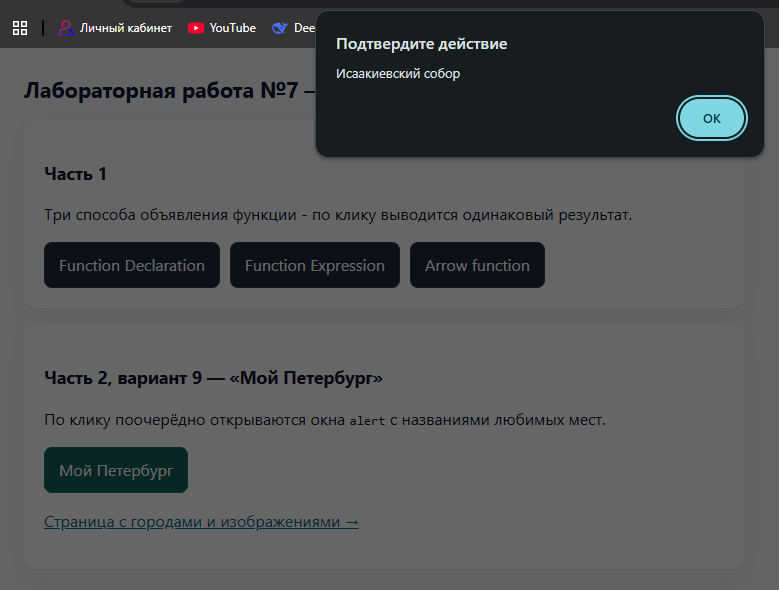 Личный кабинет
YouTube
Dee
Подтвердите действие
Исаакиевский собор
ОК
Лабораторная работа №7 –
Часть 1
Три способа объявления функции - по клику выводится одинаковый результат.
Function Declaration
Function Expression
Arrow function
Часть 2, вариант 9 — «Мой Петербург»
По клику поочерёдно открываются окна alert с названиями любимых мест.
Мой Петербург
Страница с городами и изображениями →